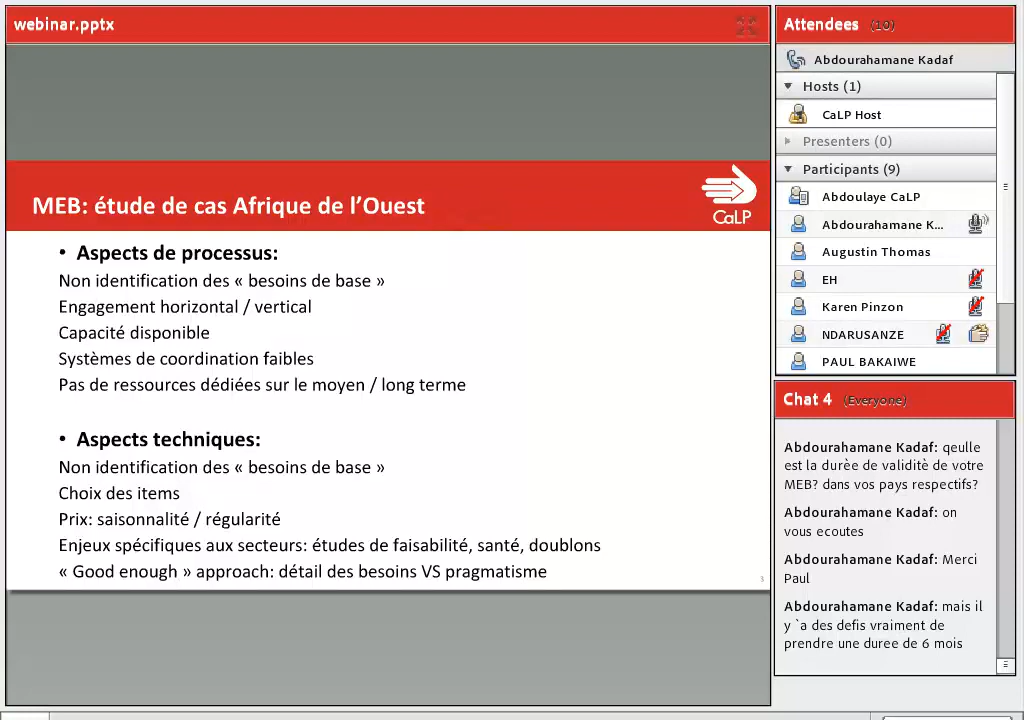 webinar.pptx
MEB: étude de cas Afrique de l’Ouest
CaLP
• Aspects de processus:
Non identification des « besoins de base »
Engagement horizontal / vertical
Capacité disponible
Systèmes de coordination faibles
Pas de ressources dédiées sur le moyen / long terme
• Aspects techniques:
Non identification des « besoins de base »
Choix des items
Prix: saisonnalité / régularité
Enjeux spécifiques aux secteurs: études de faisabilité, santé, doublons
« Good enough » approach: détail des besoins VS pragmatisme
3
Attendees (10)
Abdourahamane Kadaf
Hosts (1)
CaLP Host
Presenters (0)
Participants (9)
Abdoulaye CaLP
Abdourahamane K...
Augustin Thomas
EH
Karen Pinzon
NDARUSANZE
PAUL BAKAIWE
Chat 4 (Everyone)
Abdourahamane Kadaf: qeulle
est la durèe de validitè de votre
MEB? dans vos pays respectifs?
Abdourahamane Kadaf: on
vous ecoutes
Abdourahamane Kadaf: Merci
Paul
Abdourahamane Kadaf: mais il
y `a des defis vraiment de
prendre une duree de 6 mois